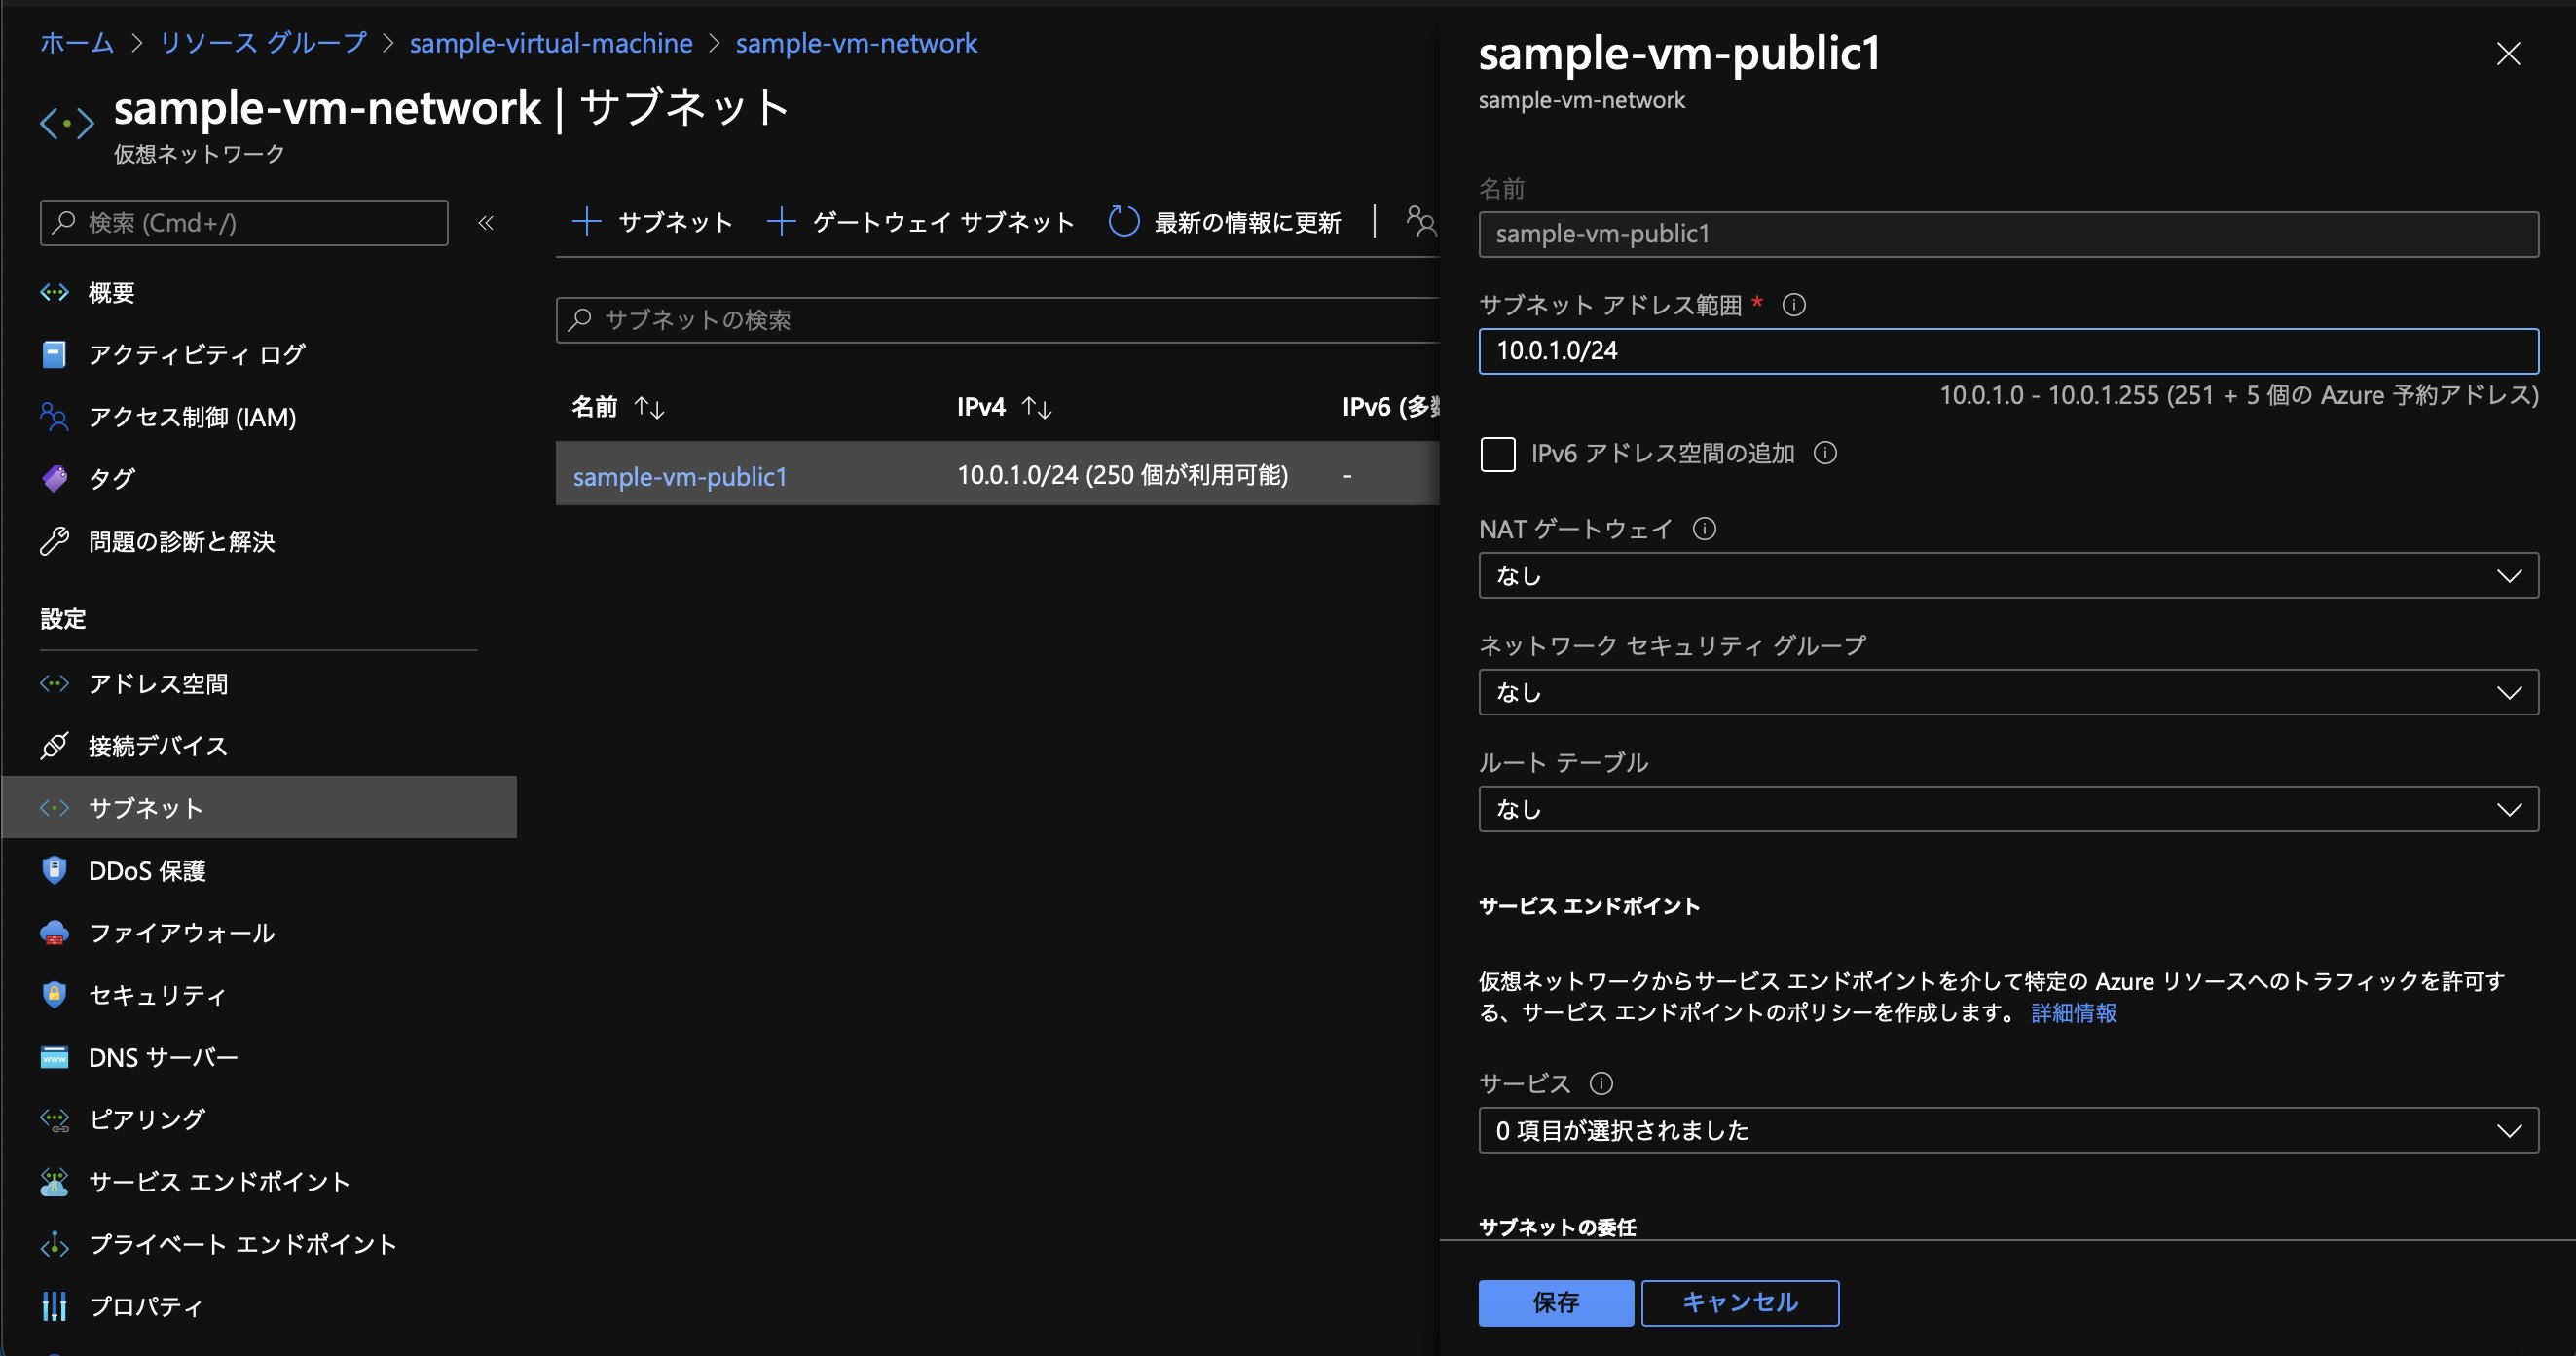 ホーム > リソース グループ > sample-virtual-machine > sample-vm-network
sample-vm-network | サブネット
仮想ネットワーク
検索 (Cmd+/)
«
概要
アクティビティ ログ
アクセス制御 (IAM)
タグ
問題の診断と解決
設定
アドレス空間
接続デバイス
サブネット
DDoS 保護
ファイアウォール
セキュリティ
DNS サーバー
ピアリング
サービス エンドポイント
プライベート エンドポイント
プロパティ
+ サブネット + ゲートウェイ サブネット 最新の情報に更新
サブネットの検索
名前 ↑↓ IPv4 ↑↓ IPv6 (多数
sample-vm-public1 10.0.1.0/24 (250 個が利用可能) -
sample-vm-public1
sample-vm-network
名前
sample-vm-public1
サブネット アドレス範囲 *
10.0.1.0/24
10.0.1.0 - 10.0.1.255 (251 + 5 個の Azure 予約アドレス)
IPv6 アドレス空間の追加
NAT ゲートウェイ
なし
ネットワーク セキュリティ グループ
なし
ルート テーブル
なし
サービス エンドポイント
仮想ネットワークからサービス エンドポイントを介して特定の Azure リソースへのトラフィックを許可す
る、サービス エンドポイントのポリシーを作成します。 詳細情報
サービス
0 項目が選択されました
サブネットの委任
保存 キャンセル